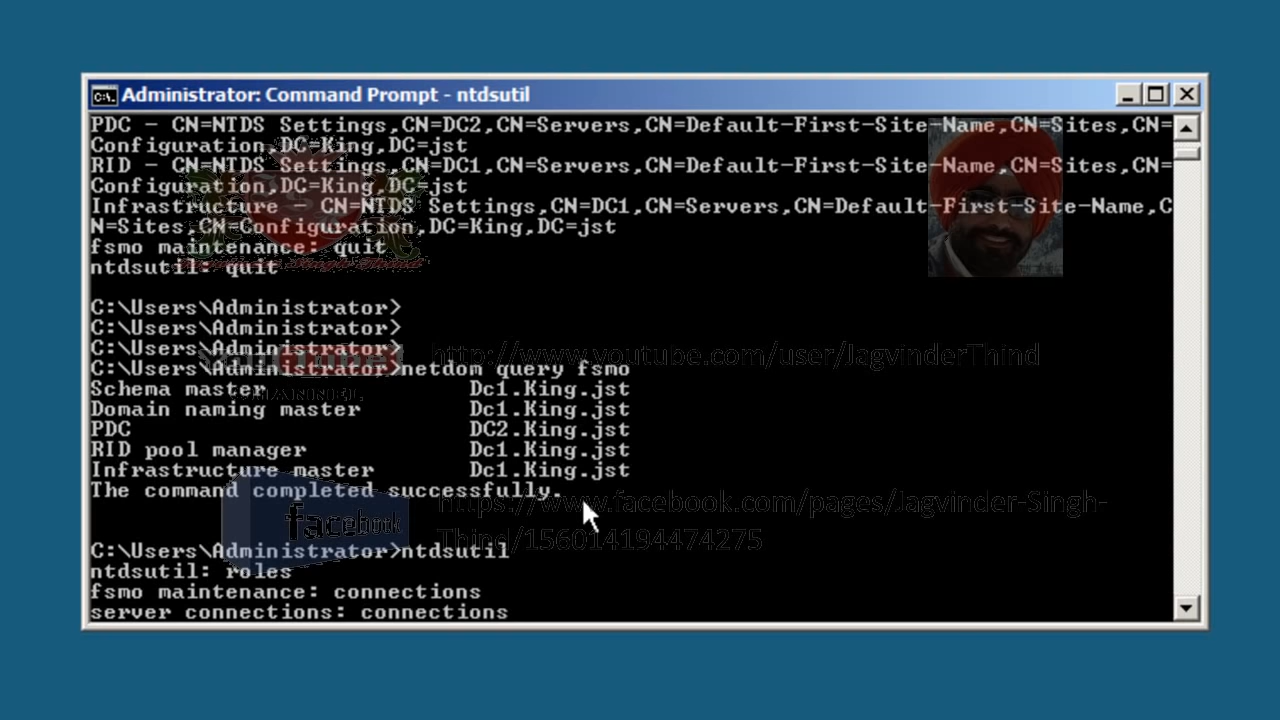 Administrator: Command Prompt - ntdsutil
PDC - CN=NTDS Settings,CN=DC2,CN=Servers,CN=Default-First-Site-Name,CN=Sites,CN=
Configuration,DC=King,DC=jst
RID - CN=NTDS Settings,CN=DC1,CN=Servers,CN=Default-First-Site-Name,CN=Sites,CN=
Configuration,DC=King,DC=jst
Infrastructure - CN=NTDS Settings,CN=DC1,CN=Servers,CN=Default-First-Site-Name,C
N=Sites,CN=Configuration,DC=King,DC=jst
fsmo maintenance: quit
ntdsutil: quit
C:\Users\Administrator>
C:\Users\Administrator>
C:\Users\Administrator>
http://www.youtube.com/user/JagvinderThind
C:\Users\Administrator>netdom query fsmo
Schema master Dc1.King.jst
CHANNEL
Domain naming master Dc1.King.jst
PDC DC2.King.jst
RID pool manager Dc1.King.jst
Infrastructure master Dc1.King.jst
The command completed successfully.
https://www.facebook.com/pages/Jagvinder-Singh-
Thind/156014194474275
facebook
C:\Users\Administrator>ntdsutil
ntdsutil: roles
fsmo maintenance: connections
server connections: connections